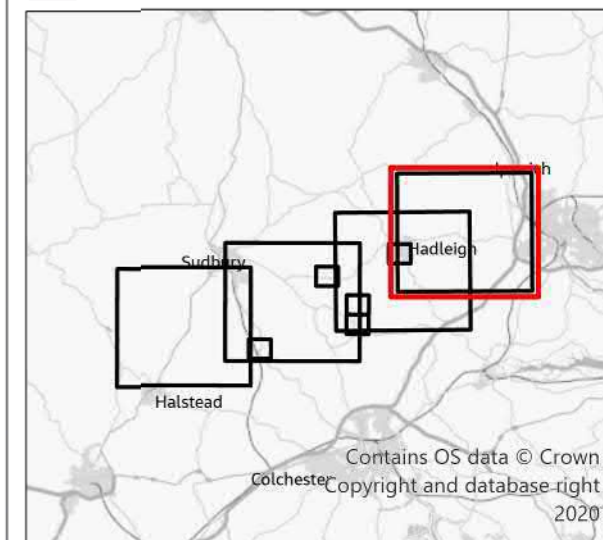 Hadleigh
Sudbury
Halstead
Colchester
Contains OS data © Crown
Copyright and database right
2020